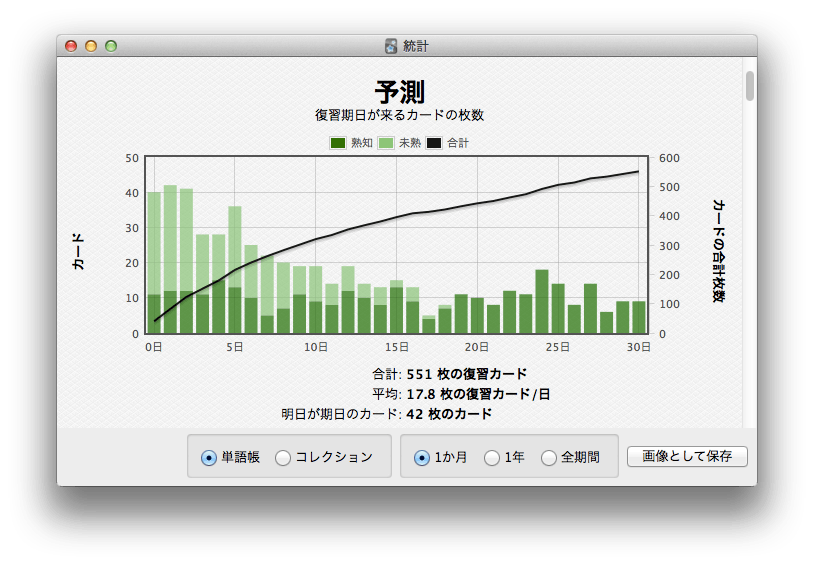 統計
予測
復習期日が来るカードの枚数
熟知 未熟 合計
50 600
40 500
30 400
20 300
10 200
0 100
0
カード
カードの合計枚数
0日 5日 10日 15日 20日 25日 30日
合計: 551 枚の復習カード
平均: 17.8 枚の復習カード/日
明日が期日のカード: 42 枚のカード
単語帳 コレクション 1か月 1年 全期間 画像として保存